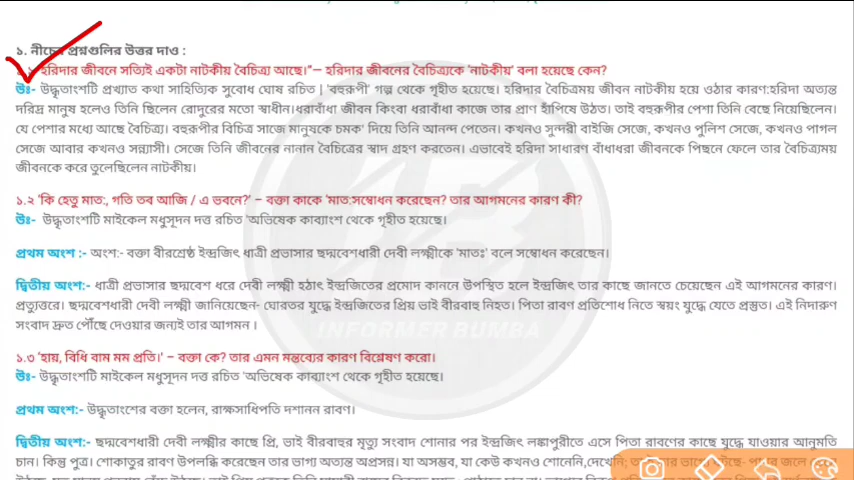 ১. নীচের প্রশ্নগুলির উত্তর দাও :
হরিদার জীবনে সত্যিই একটা নাটকীয় বৈচিত্র্য আছে।"— হরিদার জীবনের বৈচিত্র্যকে 'নাটকীয়' বলা হয়েছে কেন?
উঃ- উদ্ধৃতাংশটি প্রখ্যাত কথা সাহিত্যিক সুবোধ ঘোষ রচিত | 'বহুরূপী' গল্প থেকে গৃহীত হয়েছে। হরিদার বৈচিত্রময় জীবন নাটকীয় হয়ে ওঠার কারণ:হরিদা অত্যন্ত
দরিদ্র মানুষ হলেও তিনি ছিলেন রোদুরের মতো স্বাধীন।ধরাবাঁধা জীবন কিংবা ধরাবাঁধা কাজে তার প্রাণ হাঁপিয়ে উঠত। তাই বহুরূপীর পেশা তিনি বেছে নিয়েছিলেন।
যে পেশার মধ্যে আছে বৈচিত্র্য। বহুরূপীর বিচিত্র সাজে মানুষকে চমক' দিয়ে তিনি আনন্দ পেতেন। কখনও সুন্দরী বাইজি সেজে, কখনও পুলিশ সেজে, কখনও পাগল
সেজে আবার কখনও সন্ন্যাসী। সেজে তিনি জীবনের নানান বৈচিত্রের স্বাদ গ্রহণ করতেন। এভাবেই হরিদা সাধারণ বাঁধাধরা জীবনকে পিছনে ফেলে তার বৈচিত্র্যময়
জীবনকে করে তুলেছিলেন নাটকীয়।
১.২ 'কি হেতু মাত:, গতি তব আজি / এ ভবনে?' – বক্তা কাকে 'মাত:সম্বোধন করেছেন? তার আগমনের কারণ কী?
উঃ- উদ্ধৃতাংশটি মাইকেল মধুসূদন দত্ত রচিত 'অভিষেক কাব্যাংশ থেকে গৃহীত হয়েছে।
প্রথম অংশ :- অংশ:- বক্তা বীরশ্রেষ্ঠ ইন্দ্রজিৎ ধাত্রী প্রভাসার ছদ্মবেশধারী দেবী লক্ষ্মীকে 'মাতঃ' বলে সম্বোধন করেছেন।
দ্বিতীয় অংশ:- ধাত্রী প্রভাসার ছদ্মবেশ ধরে দেবী লক্ষ্মী হঠাৎ ইন্দ্রজিতের প্রমোদ কাননে উপস্থিত হলে ইন্দ্রজিৎ তার কাছে জানতে চেয়েছেন এই আগমনের কারণ।
প্রত্যুত্তরে। ছদ্মবেশধারী দেবী লক্ষ্মী জানিয়েছেন- ঘোরতর যুদ্ধে ইন্দ্রজিতের প্রিয় ভাই বীরবাহু নিহত। পিতা রাবণ প্রতিশোধ নিতে স্বয়ং যুদ্ধে যেতে প্রস্তুত। এই নিদারুণ
সংবাদ দ্রুত পৌঁছে দেওয়ার জন্যই তার আগমন ।
INFORMER BUMBA
১.৩ 'হায়, বিধি বাম মম প্রতি।' – বক্তা কে? তার এমন মন্তব্যের কারণ বিশ্লেষণ করো।
উঃ- উদ্ধৃতাংশটি মাইকেল মধুসূদন দত্ত রচিত 'অভিষেক কাব্যাংশ থেকে গৃহীত হয়েছে।
প্রথম অংশ:- উদ্ধৃতাংশের বক্তা হলেন, রাক্ষসাধিপতি দশানন রাবণ।
দ্বিতীয় অংশ:- ছদ্মবেশধারী দেবী লক্ষ্মীর কাছে প্রি, ভাই বীরবাহুর মৃত্যু সংবাদ শোনার পর ইন্দ্রজিৎ লঙ্কাপুরীতে এসে পিতা রাবণের কাছে যুদ্ধে যাওয়ার অনুমতি
চান। কিন্তু পুত্র। শোকাতুর রাবণ উপলব্ধি করেছেন তার ভাগ্য অত্যন্ত অপ্রসন্ন। যা অসম্ভব, যা কেউ কখনও শোনেনি,দেখেনি;